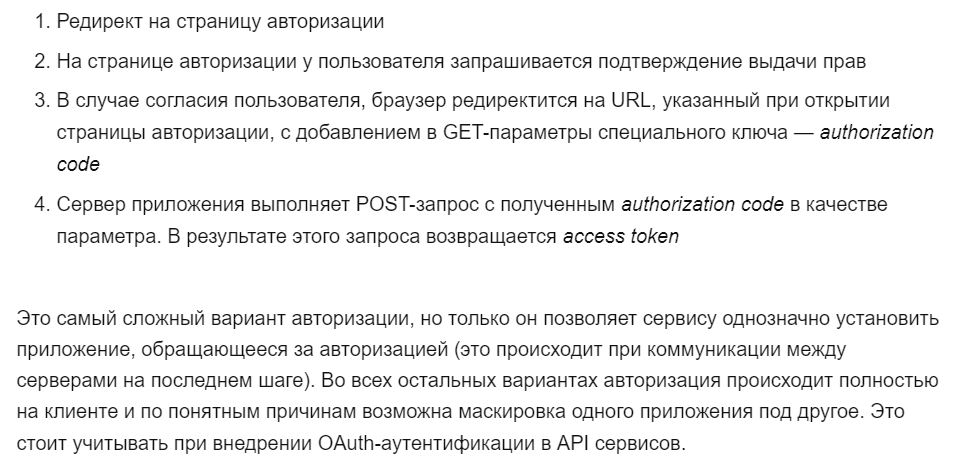 1. Редирект на страницу авторизации
2. На странице авторизации у пользователя запрашивается подтверждение выдачи прав
3. В случае согласия пользователя, браузер редиректится на URL, указанный при открытии
страницы авторизации, с добавлением в GET-параметры специального ключа — authorization
code
4. Сервер приложения выполняет POST-запрос с полученным authorization code в качестве
параметра. В результате этого запроса возвращается access token
Это самый сложный вариант авторизации, но только он позволяет сервису однозначно установить
приложение, обращающееся за авторизацией (это происходит при коммуникации между
серверами на последнем шаге). Во всех остальных вариантах авторизация происходит полностью
на клиенте и по понятным причинам возможна маскировка одного приложения под другое. Это
стоит учитывать при внедрении OAuth-аутентификации в API сервисов.